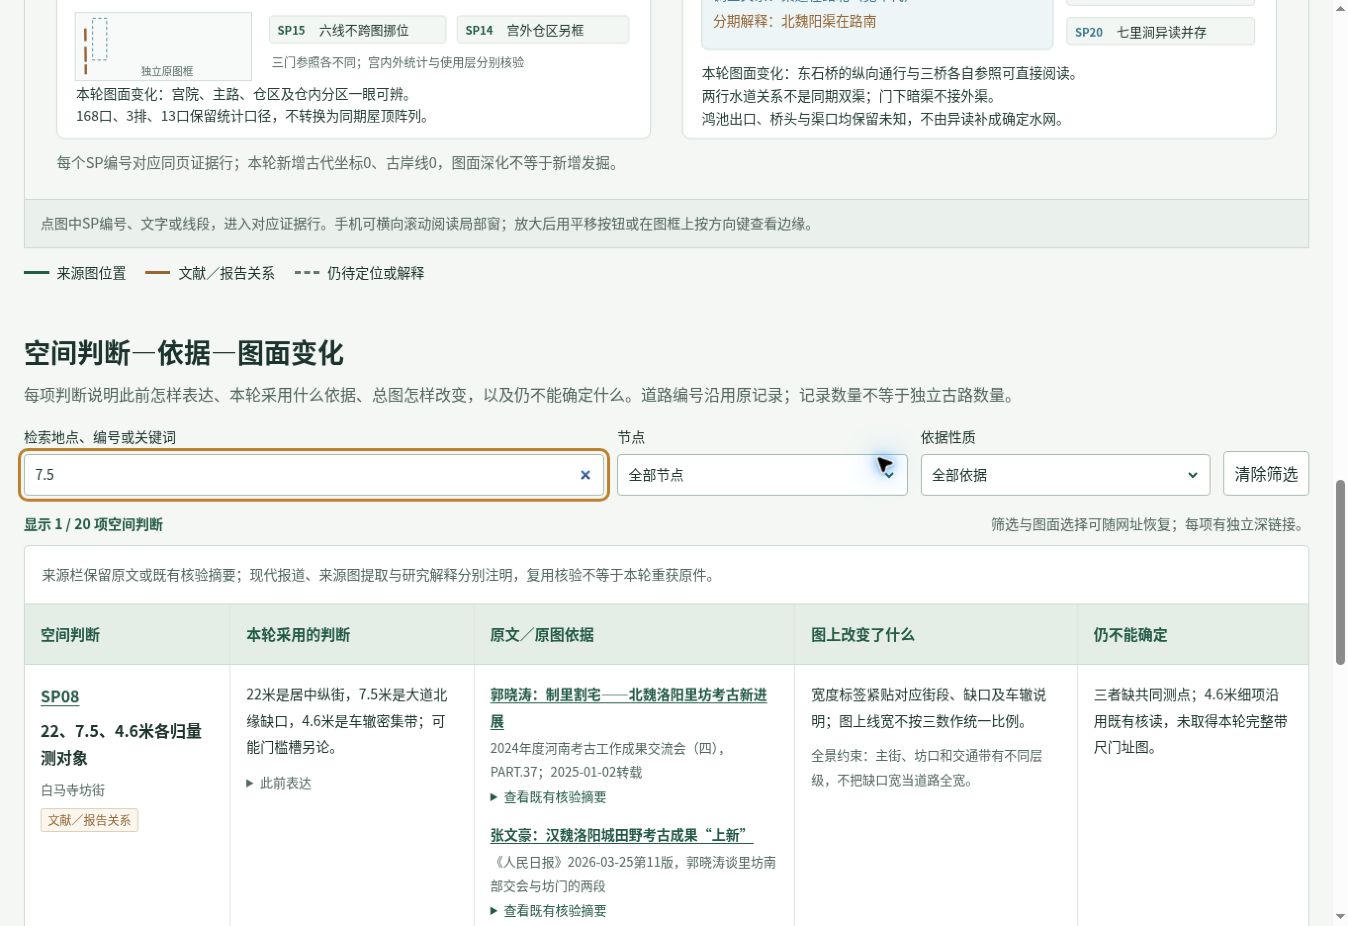 独立原图框
SP15 六线不跨图挪位
SP14 宫外仓区另框
三门参照各不同；宫内外统计与使用层分别核验
本轮图面变化：宫院、主路、仓区及仓内分区一眼可辨。
168口、3排、13口保留统计口径，不转换为同期屋顶阵列。
分期解释：北魏阳渠在路南
SP20 七里涧异读并存
本轮图面变化：东石桥的纵向通行与三桥各自参照可直接阅读。
两行水道关系不是同期双渠；门下暗渠不接外渠。
鸿池出口、桥头与渠口均保留未知，不由异读补成确定水网。
每个SP编号对应同页证据行；本轮新增古代坐标0、古岸线0，图面深化不等于新增发掘。
点图中SP编号、文字或线段，进入对应证据行。手机可横向滚动阅读局部窗；放大后用平移按钮或在图框上按方向键查看边缘。
来源图位置 文献／报告关系 仍待定位或解释
空间判断—依据—图面变化
每项判断说明此前怎样表达、本轮采用什么依据、总图怎样改变，以及仍不能确定什么。道路编号沿用原记录；记录数量不等于独立古路数量。
检索地点、编号或关键词 节点 依据性质
7.5 全部节点 全部依据 清除筛选
显示 1 / 20 项空间判断
筛选与图面选择可随网址恢复；每项有独立深链接。
来源栏保留原文或既有核验摘要；现代报道、来源图提取与研究解释分别注明，复用核验不等于本轮重获原件。
空间判断 本轮采用的判断 原文／原图依据 图上改变了什么 仍不能确定
SP08
22、7.5、4.6米各归量
测对象
白马寺坊街
文献／报告关系
22米是居中纵街，7.5米是大道北
缘缺口，4.6米是车辙密集带；可
能门槛槽另论。
▶ 此前表达
郭晓涛：制里割宅——北魏洛阳里坊考古新进
展
2024年度河南考古工作成果交流会（四），
PART.37；2025-01-02转载
▶ 查看既有核验摘要
张文豪：汉魏洛阳城田野考古成果“上新”
《人民日报》2026-03-25第11版，郭晓涛谈里坊南
部交会与坊门的两段
▶ 查看既有核验摘要
宽度标签紧贴对应街段、缺口及车辙说
明；图上线宽不按三数作统一比例。
全景约束：主街、坊口和交通带有不同层
级，不把缺口宽当道路全宽。
三者缺共同测点；4.6米细项沿
用既有核读，未取得本轮完整带
尺门址图。